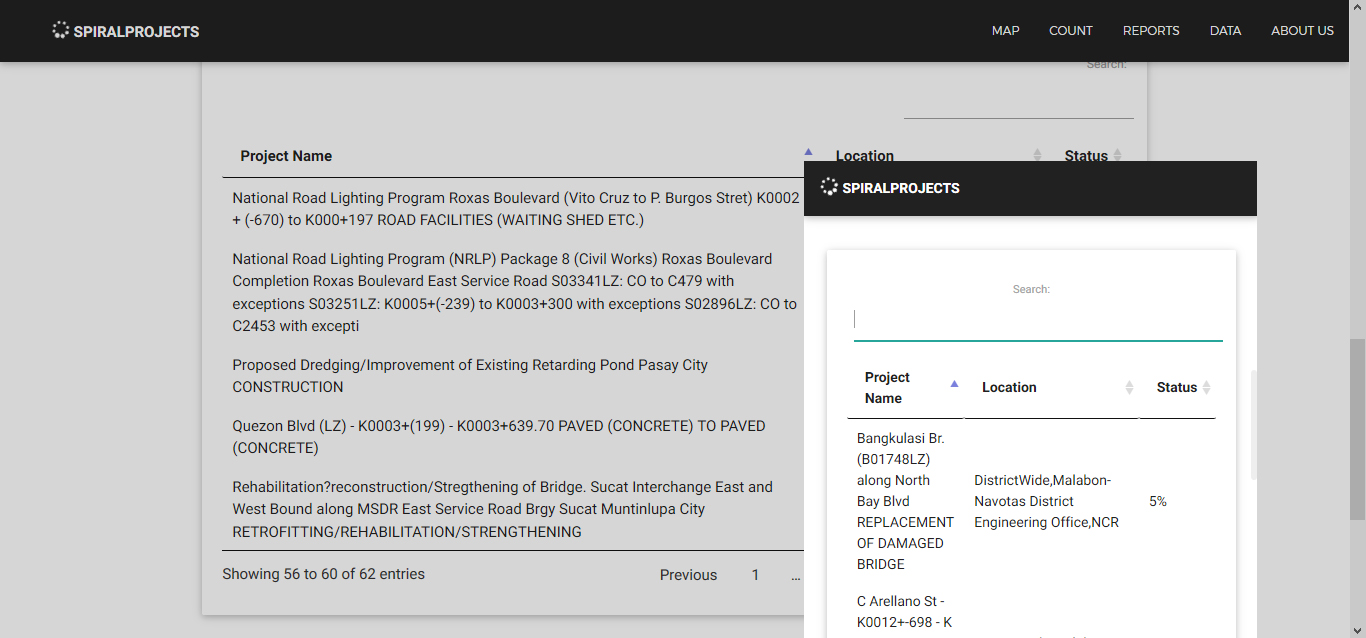 SPIRALPROJECTS
MAP COUNT REPORTS DATA ABOUT US
Search:
Project Name Location Status
National Road Lighting Program Roxas Boulevard (Vito Cruz to P. Burgos Stret) K0002
+ (-670) to K000+197 ROAD FACILITIES (WAITING SHED ETC.)
National Road Lighting Program (NRLP) Package 8 (Civil Works) Roxas Boulevard
Completion Roxas Boulevard East Service Road S03341LZ: CO to C479 with
exceptions S03251LZ: K0005+(-239) to K0003+300 with exceptions S02896LZ: CO to
C2453 with excepti
Proposed Dredging/Improvement of Existing Retarding Pond Pasay City
CONSTRUCTION
Quezon Blvd (LZ) - K0003+(199) - K0003+639.70 PAVED (CONCRETE) TO PAVED
(CONCRETE)
Rehabilitation?reconstruction/Stregthening of Bridge. Sucat Interchange East and
West Bound along MSDR East Service Road Brgy Sucat Muntinlupa City
RETROFITTING/REHABILITATION/STRENGTHENING
Showing 56 to 60 of 62 entries
Previous 1 ...
SPIRALPROJECTS
Search:
Project
Name
Location
Status
Bangkulasi Br.
(B01748LZ)
along North
Bay Blvd
REPLACEMENT
OF DAMAGED
BRIDGE
DistrictWide,Malabon-
Navotas District
Engineering Office,NCR
5%
C Arellano St -
K0012+-698 - K